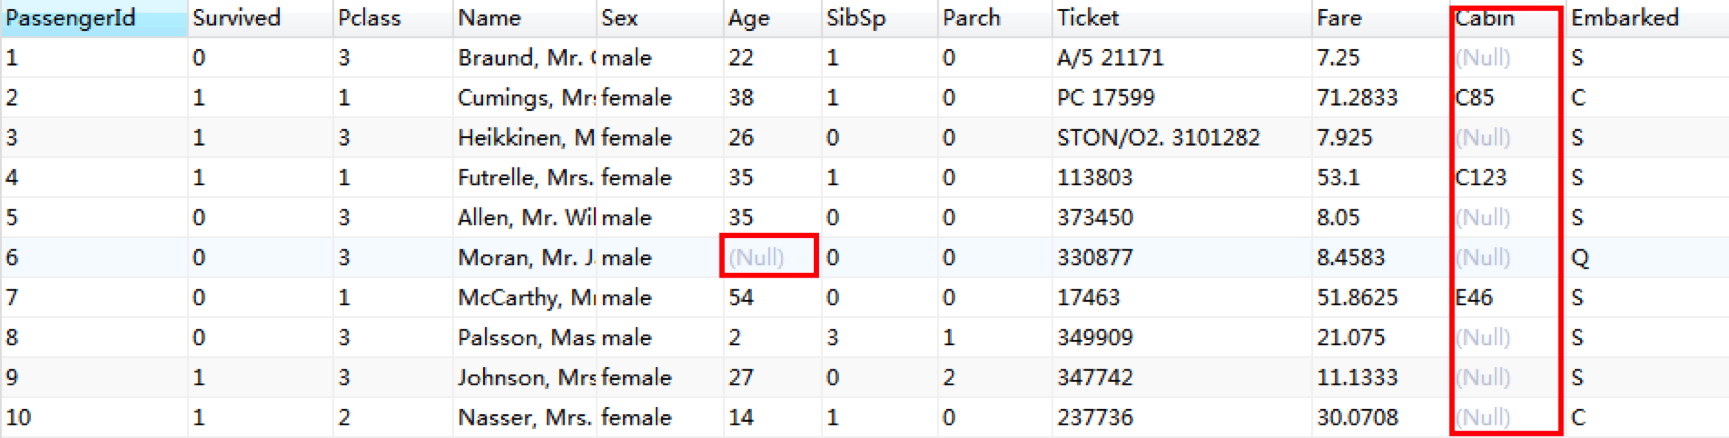 PassengerId Survived Pclass Name Sex Age SibSp Parch Ticket Fare Cabin Embarked
1 0 3 Braund, Mr. male 22 1 0 A/5 21171 7.25 (Null) S
2 1 1 Cumings, Mrs female 38 1 0 PC 17599 71.2833 C85 C
3 1 3 Heikkinen, M female 26 0 0 STON/O2. 3101282 7.925 (Null) S
4 1 1 Futrelle, Mrs. female 35 1 0 113803 53.1 C123 S
5 0 3 Allen, Mr. Wil male 35 0 0 373450 8.05 (Null) S
6 0 3 Moran, Mr. J male (Null) 0 0 330877 8.4583 (Null) Q
7 0 1 McCarthy, M male 54 0 0 17463 51.8625 E46 S
8 0 3 Palsson, Mas male 2 3 1 349909 21.075 (Null) S
9 1 3 Johnson, Mrs female 27 0 2 347742 11.1333 (Null) S
10 1 2 Nasser, Mrs. female 14 1 0 237736 30.0708 (Null) C